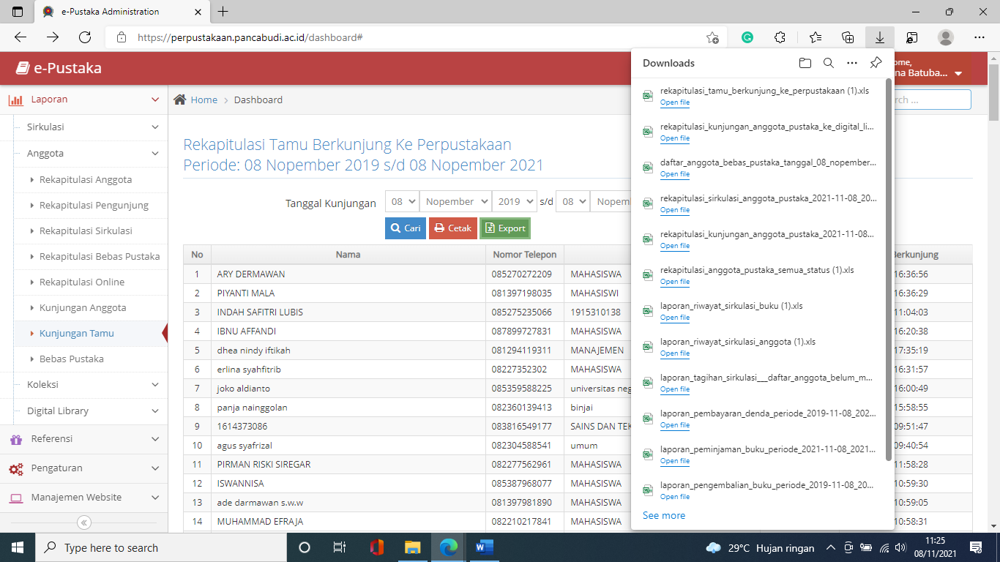 e-Pustaka Administration
https://perpustakaan.pancabudi.ac.id/dashboard#
e-Pustaka
Laporan
Sirkulasi
Anggota
Rekapitulasi Anggota
Rekapitulasi Pengunjung
Rekapitulasi Sirkulasi
Rekapitulasi Bebas Pustaka
Rekapitulasi Online
Kunjungan Anggota
Kunjungan Tamu
Bebas Pustaka
Koleksi
Digital Library
Referensi
Pengaturan
Manajemen Website
Home Dashboard
Rekapitulasi Tamu Berkunjung Ke Perpustakaan
Periode: 08 Nopember 2019 s/d 08 Nopember 2021
Tanggal Kunjungan 08 Nopember 2019 s/d 08 Nopem
Cari Cetak Export
No Nama Nomor Telepon Berkunjung
1 ARY DERMAWAN 085270272209 MAHASISWA 16:36:56
2 PIYANTI MALA 081397198035 MAHASISWI 16:36:29
3 INDAH SAFITRI LUBIS 085275235066 1915310138 11:04:03
4 IBNU AFFANDI 087899727831 MAHASISWA 16:20:38
5 dhea nindy iftikah 081294119311 MANAJEMEN 17:35:19
6 erlina syahfitrib 08227352302 MAHASISWA 16:31:57
7 joko aldianto 085359588225 universitas neg 16:00:49
8 panja nainggolan 082360139413 binjai 15:58:55
9 1614373086 083816549177 SAINS DAN TEK 09:51:47
10 agus syafrizal 082304588541 umum 09:40:54
11 PIRMAN RISKI SIREGAR 082277562961 MAHASISWA 11:58:28
12 ISWANNISA 085387968077 MAHASISWA 10:59:30
13 ade darmawan s.w.w 081397981890 MAHASISWA 10:59:05
14 MUHAMMAD EFRAJA 082210217841 MAHASISWA 10:58:31
Downloads
rekapitulasi_tamu_berkunjung_ke_perpustakaan (1).xls
Open file
rekapitulasi_kunjungan_anggota_pustaka_ke_digital_li...
Open file
daftar_anggota_bebas_pustaka_tanggal_08_nopember...
Open file
rekapitulasi_sirkulasi_anggota_pustaka_2021-11-08_20...
Open file
rekapitulasi_kunjungan_anggota_pustaka_2021-11-08...
Open file
rekapitulasi_anggota_pustaka_semua_status (1).xls
Open file
laporan_riwayat_sirkulasi_buku (1).xls
Open file
laporan_riwayat_sirkulasi_anggota (1).xls
Open file
laporan_tagihan_sirkulasi___daftar_anggota_belum_m...
Open file
laporan_pembayaran_denda_periode_2019-11-08_202...
Open file
laporan_peminjaman_buku_periode_2021-11-08_2021...
Open file
laporan_pengembalian_buku_periode_2019-11-08_20...
Open file
See more
ome,
na Batuba...
rch ...
Type here to search
29°C Hujan ringan
11:25
08/11/2021